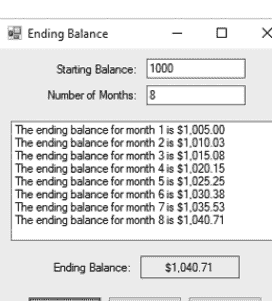 Ending Balance
Starting Balance: 1000
Number of Months: 8
The ending balance for month 1 is $1,005.00
The ending balance for month 2 is $1,010.03
The ending balance for month 3 is $1,015.08
The ending balance for month 4 is $1,020.15
The ending balance for month 5 is $1,025.25
The ending balance for month 6 is $1,030.38
The ending balance for month 7 is $1,035.53
The ending balance for month 8 is $1,040.71
Ending Balance: $1,040.71